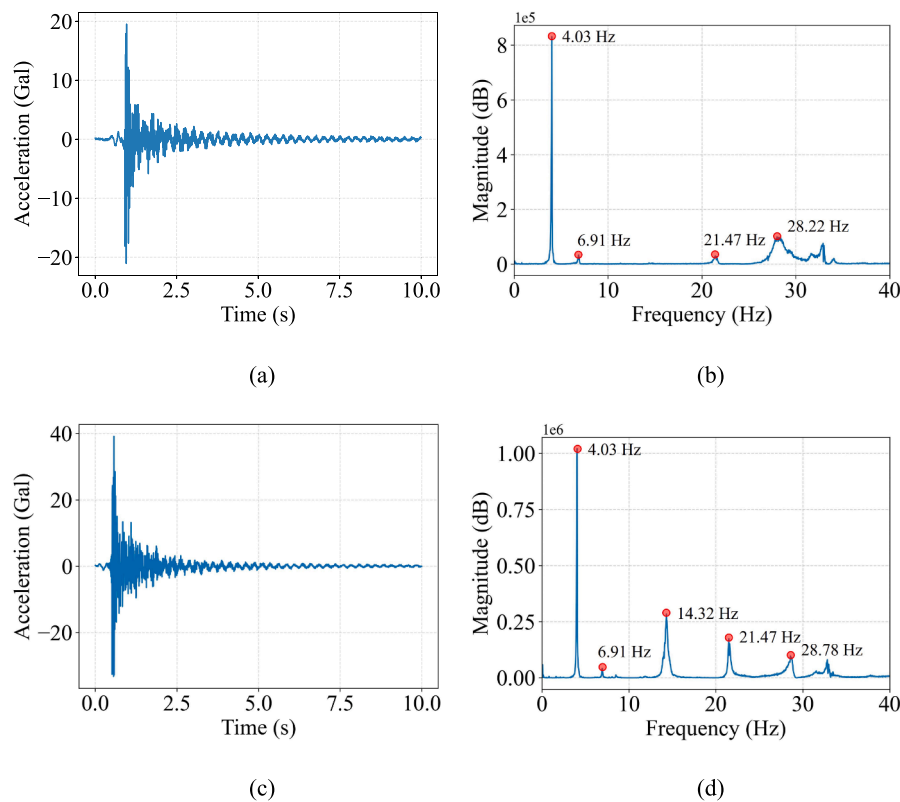 20
10
0
−10
−20
Acceleration (Gal)
0.0 2.5 5.0 7.5 10.0
Time (s)
(a)
1e5
8
6
4
2
0
Magnitude (dB)
4.03 Hz
6.91 Hz
21.47 Hz
28.22 Hz
0 10 20 30 40
Frequency (Hz)
(b)
40
20
0
−20
Acceleration (Gal)
0.0 2.5 5.0 7.5 10.0
Time (s)
(c)
1e6
1.00
0.75
0.50
0.25
0.00
Magnitude (dB)
4.03 Hz
6.91 Hz
14.32 Hz
21.47 Hz
28.78 Hz
0 10 20 30 40
Frequency (Hz)
(d)